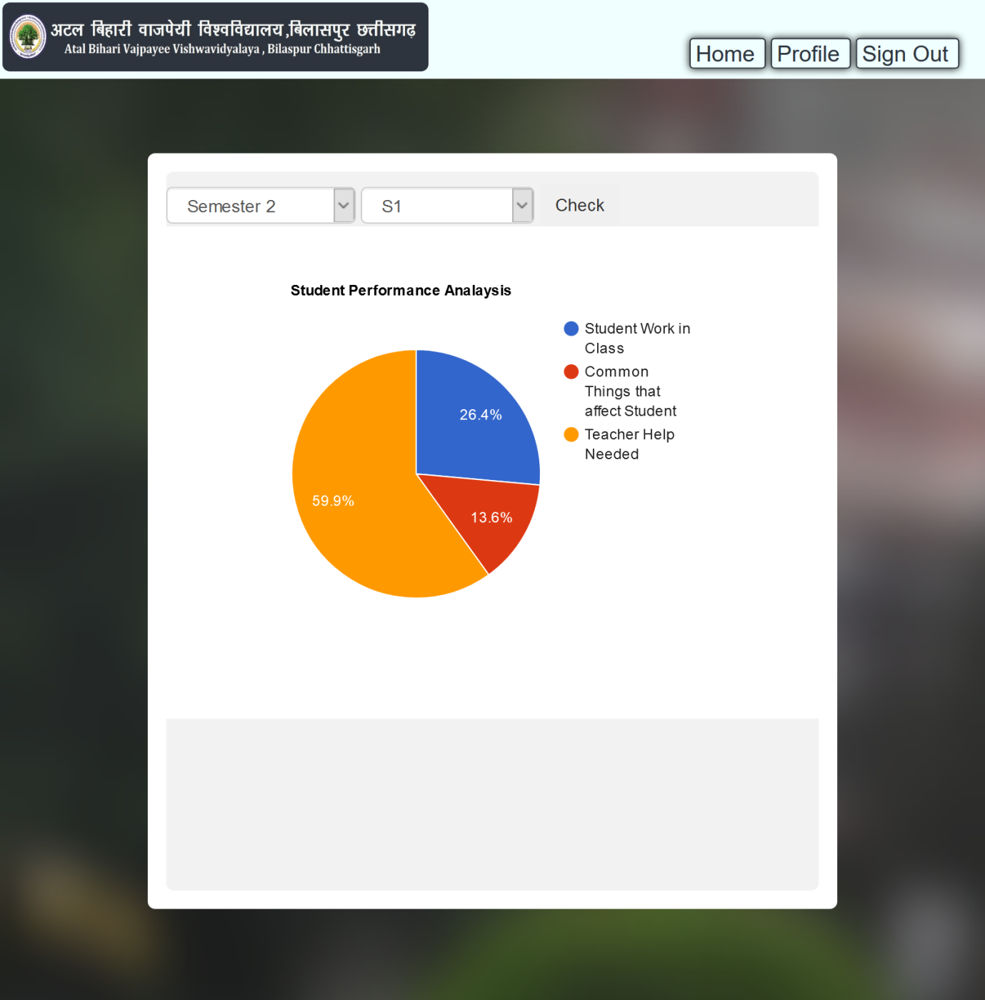 अटल बिहारी वाजपेयी विश्वविद्यालय ,बिलासपुर छत्तीसगढ़
Atal Bihari Vajpayee Vishwavidyalaya , Bilaspur Chhattisgarh
Home Profile Sign Out
Semester 2 S1 Check
Student Performance Analaysis
Student Work in
Class
Common
Things that
affect Student
Teacher Help
Needed
26.4%
59.9%
13.6%